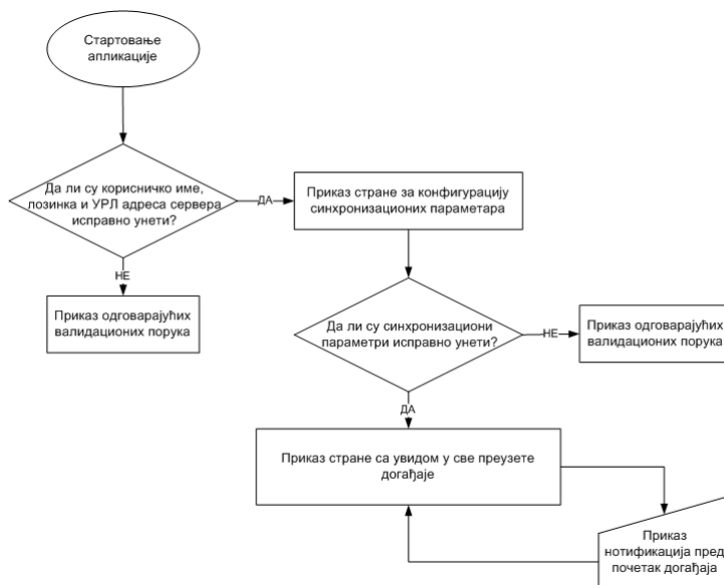 Стартовање
апликације
Да ли су корисничко име,
лозинка и УРЛ адреса сервера
исправно унети?
ДА
Приказ стране за конфигурацију
синхронизационих параметара
НЕ
Приказ одговарајућих
валидационих порука
Да ли су синхронизациони
параметри исправно унети?
НЕ
Приказ одговарајућих
валидационих порука
ДА
Приказ стране са увидом у све преузете
догађаје
Приказ
нотификација пред
почетак догађаја